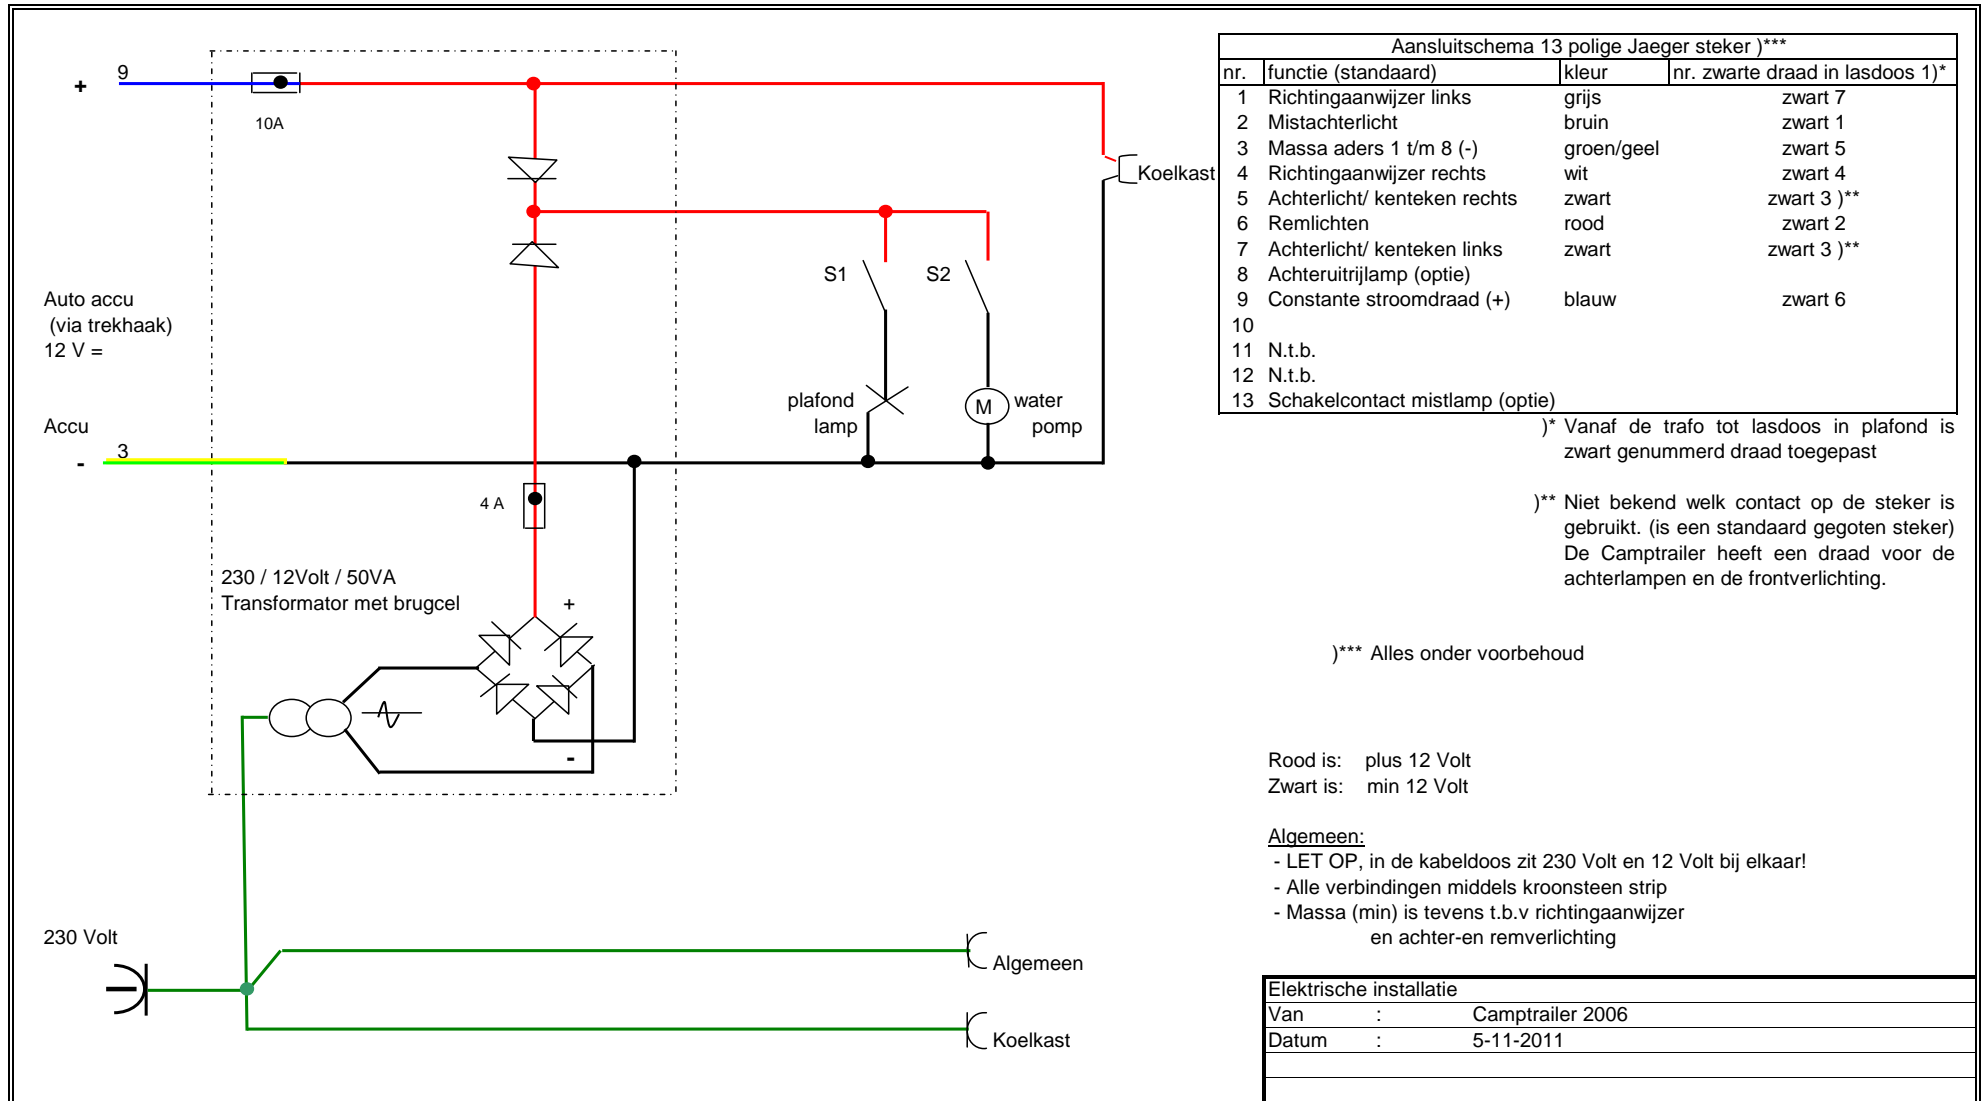 + 9
10A
Koelkast
S1 S2
Auto accu
(via trekhaak)
12 V =
plafond
lamp
M
water
pomp
Accu
- 3
4 A
230 / 12Volt / 50VA
Transformator met brugcel
+
-
230 Volt
Algemeen
Koelkast
Aansluitschema 13 polige Jaeger steker )***
nr. functie (standaard) kleur nr. zwarte draad in lasdoos 1)*
1 Richtingaanwijzer links grijs zwart 7
2 Mistachterlicht bruin zwart 1
3 Massa aders 1 t/m 8 (-) groen/geel zwart 5
4 Richtingaanwijzer rechts wit zwart 4
5 Achterlicht/ kenteken rechts zwart zwart 3 )**
6 Remlichten rood zwart 2
7 Achterlicht/ kenteken links zwart zwart 3 )**
8 Achteruitrijlamp (optie)
9 Constante stroomdraad (+) blauw zwart 6
10
11 N.t.b.
12 N.t.b.
13 Schakelcontact mistlamp (optie)
)* Vanaf de trafo tot lasdoos in plafond is
zwart genummerd draad toegepast
)** Niet bekend welk contact op de steker is
gebruikt. (is een standaard gegoten steker)
De Camptrailer heeft een draad voor de
achterlampen en de frontverlichting.
)*** Alles onder voorbehoud
Rood is: plus 12 Volt
Zwart is: min 12 Volt
Algemeen:
- LET OP, in de kabeldoos zit 230 Volt en 12 Volt bij elkaar!
- Alle verbindingen middels kroonsteen strip
- Massa (min) is tevens t.b.v richtingaanwijzer
en achter-en remverlichting
Elektrische installatie
Van : Camptrailer 2006
Datum : 5-11-2011